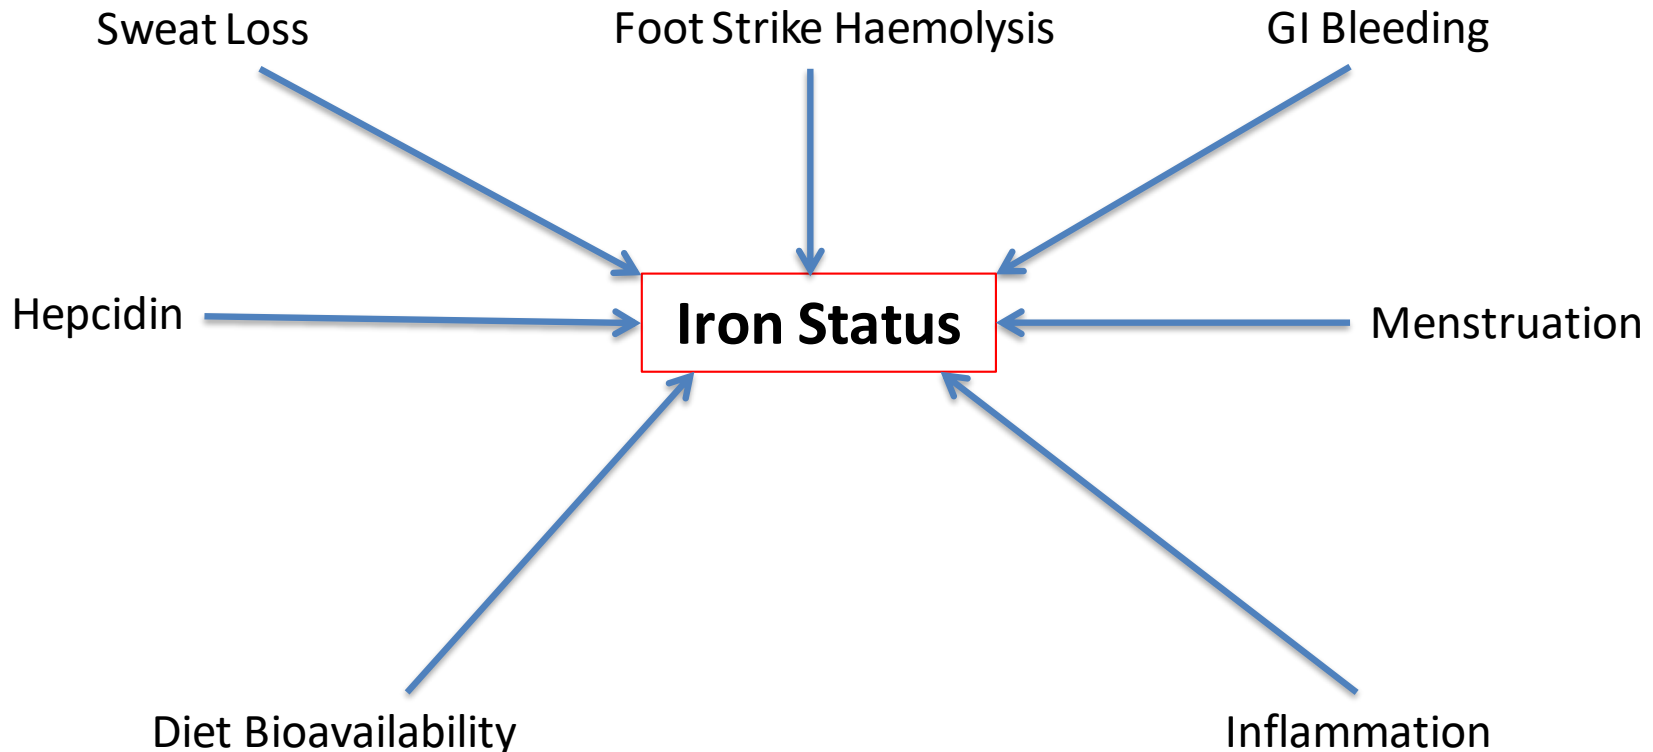 Sweat Loss
Foot Strike Haemolysis
GI Bleeding
Hepcidin
Iron Status
Menstruation
Diet Bioavailability
Inflammation